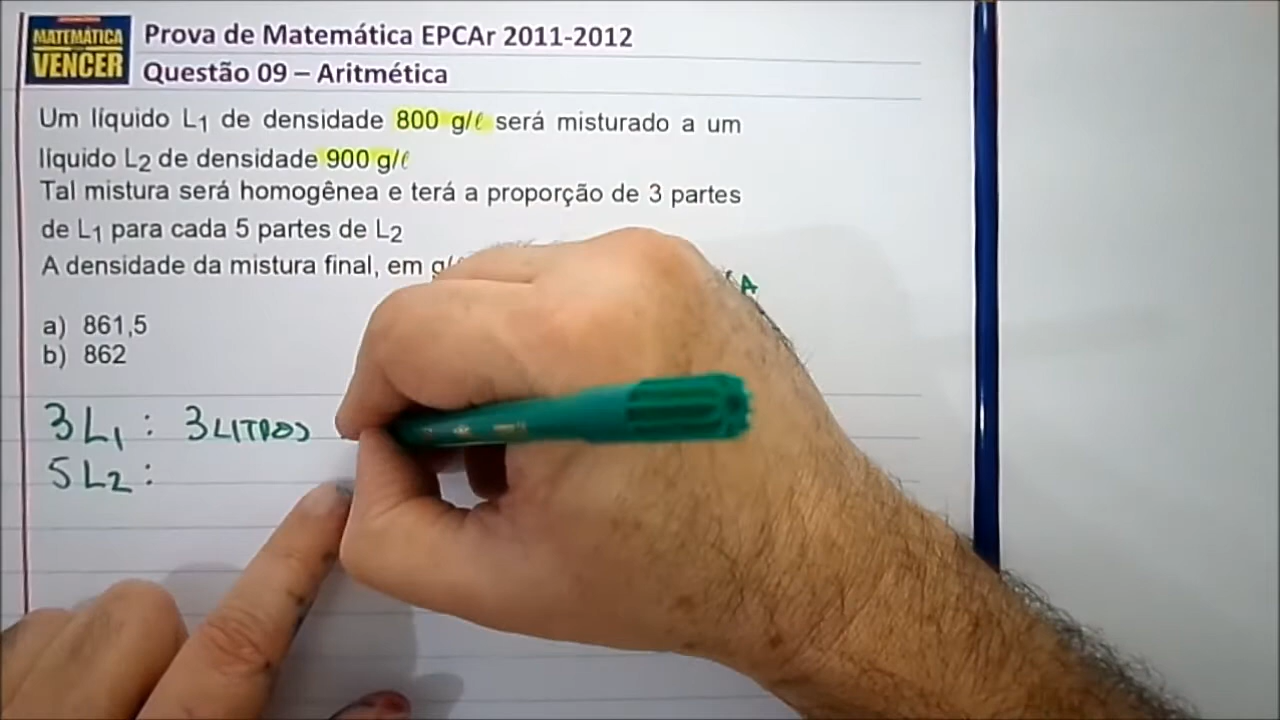 MATEMÁTICA
VENCER
Prova de Matemática EPCAr 2011-2012
Questão 09 – Aritmética
Um líquido L1 de densidade 800 g/ℓ será misturado a um
líquido L2 de densidade 900 g/ℓ
Tal mistura será homogênea e terá a proporção de 3 partes
de L1 para cada 5 partes de L2
A densidade da mistura final, em g/
A
a) 861,5
b) 862
3L1 : 3 LITROS
5L2 :